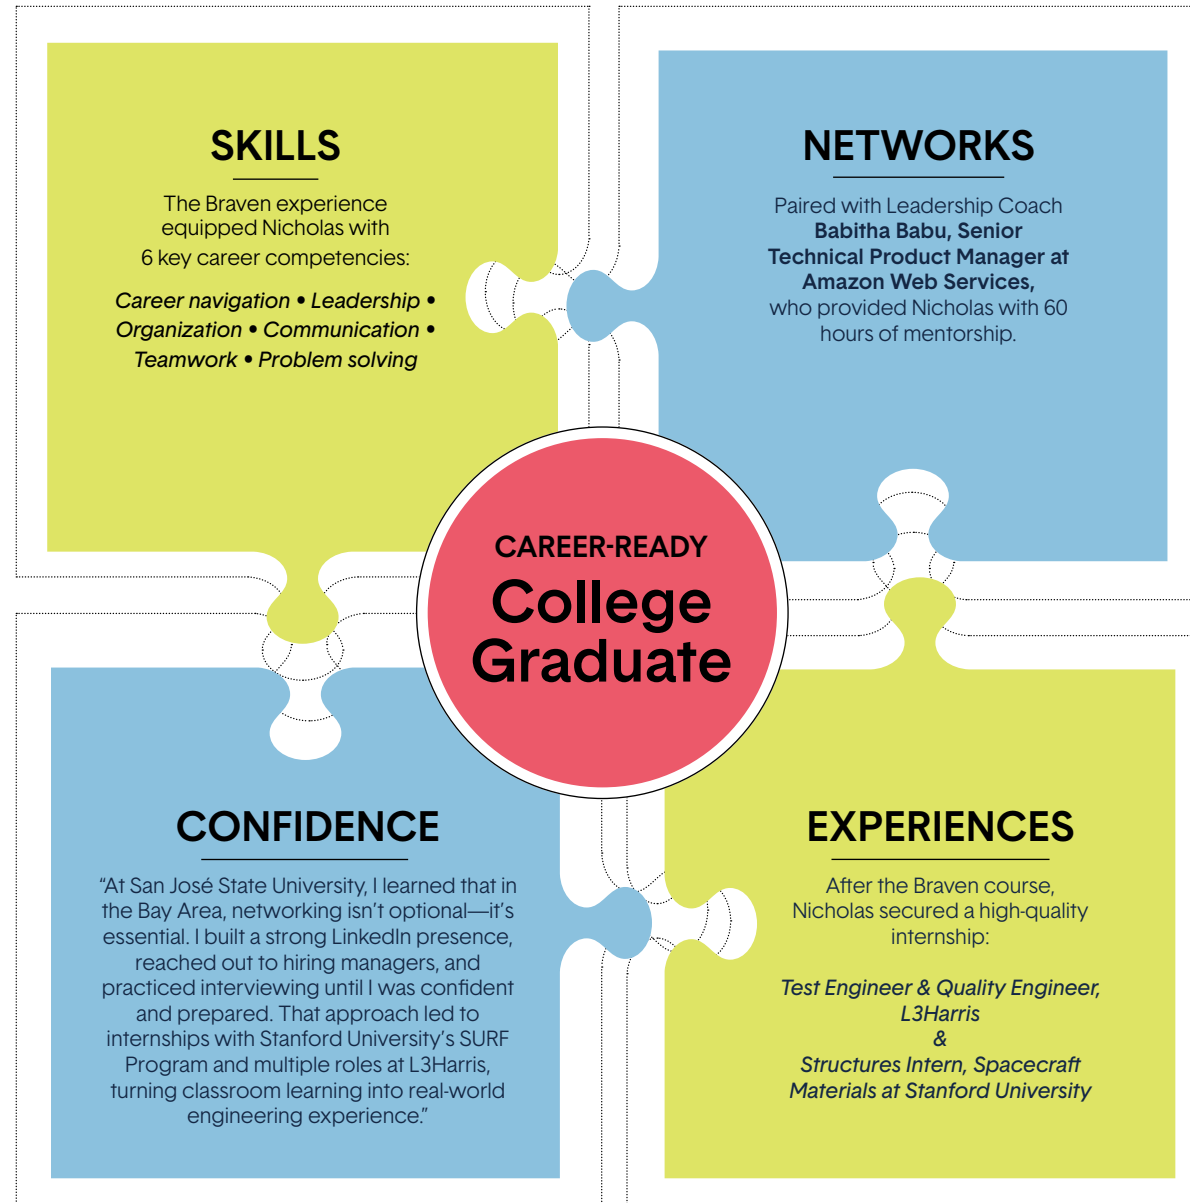 SKILLS
The Braven experience
equipped Nicholas with
6 key career competencies:
Career navigation • Leadership •
Organization • Communication •
Teamwork • Problem solving
NETWORKS
Paired with Leadership Coach
Babitha Babu, Senior
Technical Product Manager at
Amazon Web Services,
who provided Nicholas with 60
hours of mentorship.
CAREER-READY
College
Graduate
CONFIDENCE
“At San José State University, I learned that in
the Bay Area, networking isn’t optional—it’s
essential. I built a strong LinkedIn presence,
reached out to hiring managers, and
practiced interviewing until I was confident
and prepared. That approach led to
internships with Stanford University’s SURF
Program and multiple roles at L3Harris,
turning classroom learning into real-world
engineering experience.”
EXPERIENCES
After the Braven course,
Nicholas secured a high-quality
internship:
Test Engineer & Quality Engineer,
L3Harris
&
Structures Intern, Spacecraft
Materials at Stanford University